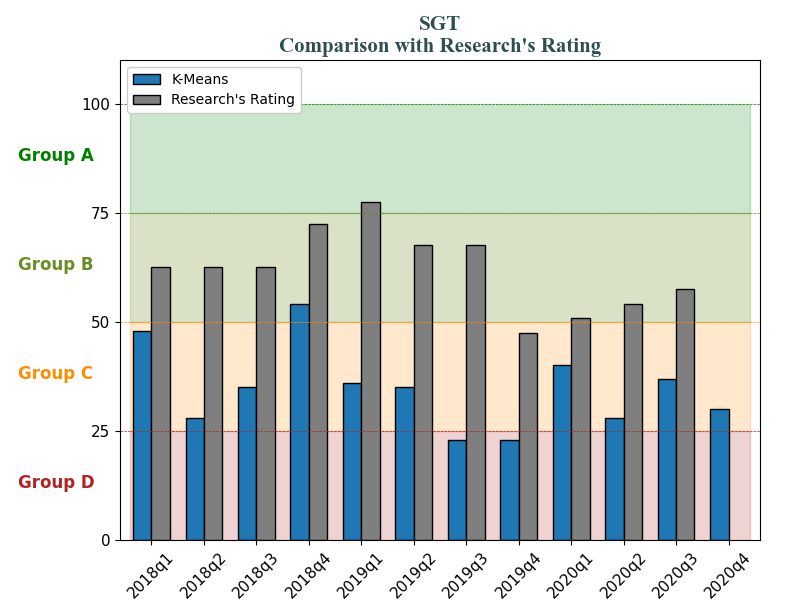 SGT
Comparison with Research's Rating
K-Means
Research's Rating
100
Group A
75
Group B
50
Group C
25
Group D
0
2018q1
2018q2
2018q3
2018q4
2019q1
2019q2
2019q3
2019q4
2020q1
2020q2
2020q3
2020q4